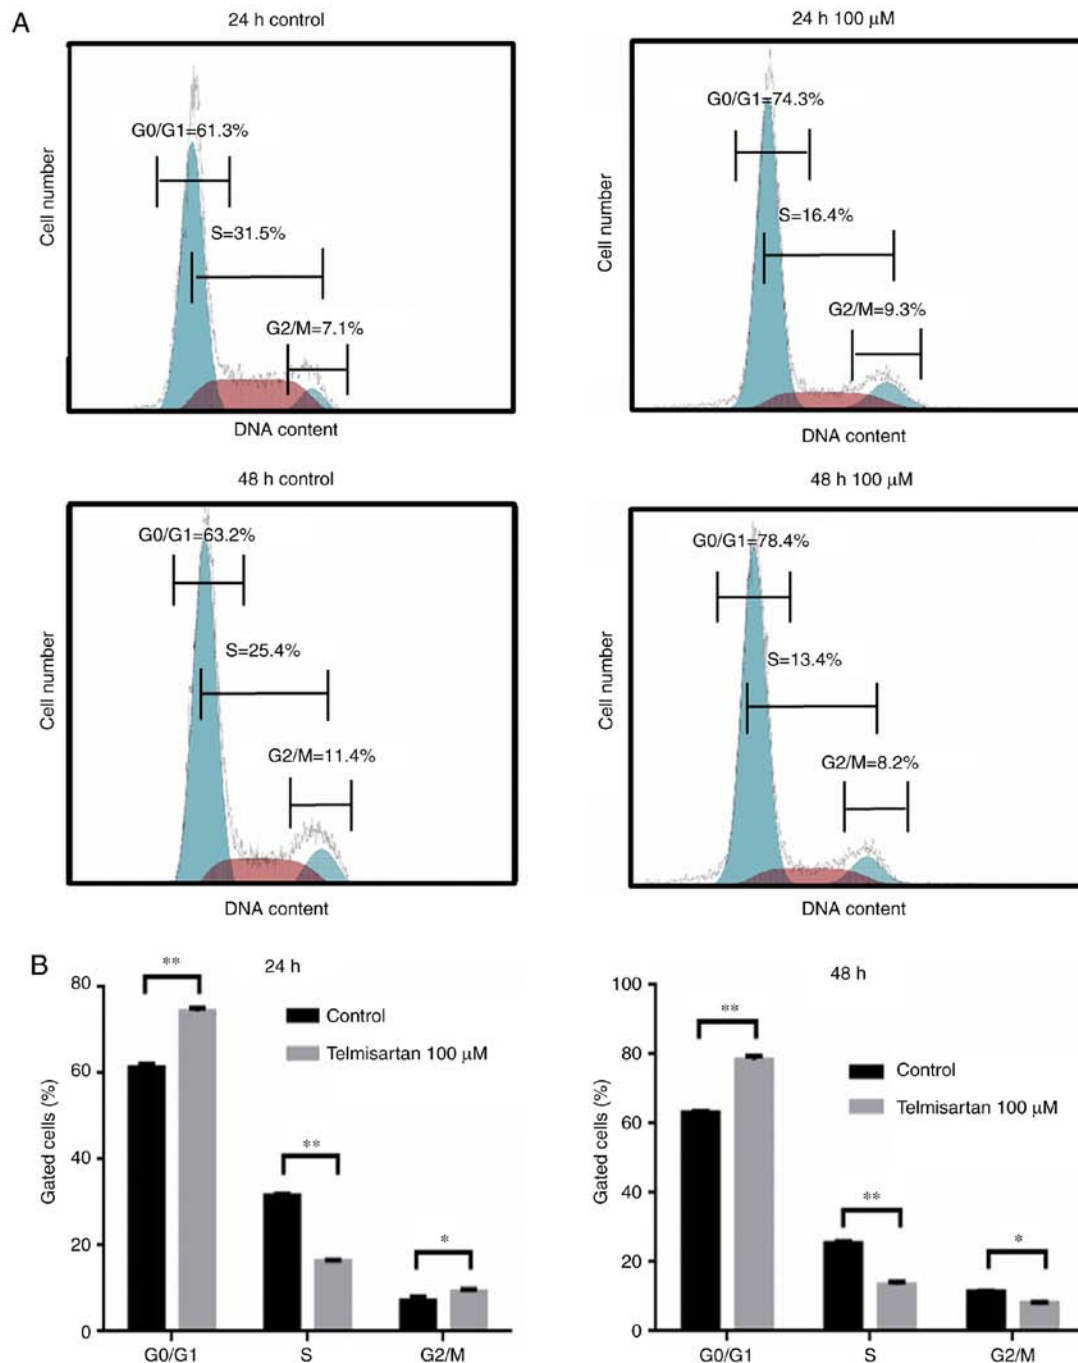 A
24 h control
24 h 100 μM
G0/G1=61.3%
S=31.5%
G2/M=7.1%
Cell number
DNA content
G0/G1=74.3%
S=16.4%
G2/M=9.3%
Cell number
DNA content
48 h control
48 h 100 μM
G0/G1=63.2%
S=25.4%
G2/M=11.4%
Cell number
DNA content
G0/G1=78.4%
S=13.4%
G2/M=8.2%
Cell number
DNA content
B
24 h
80
60
40
20
0
Gated cells (%)
**
**
*
Control
Telmisartan 100 μM
G0/G1
S
G2/M
48 h
100
80
60
40
20
0
Gated cells (%)
**
**
*
Control
Telmisartan 100 μM
G0/G1
S
G2/M